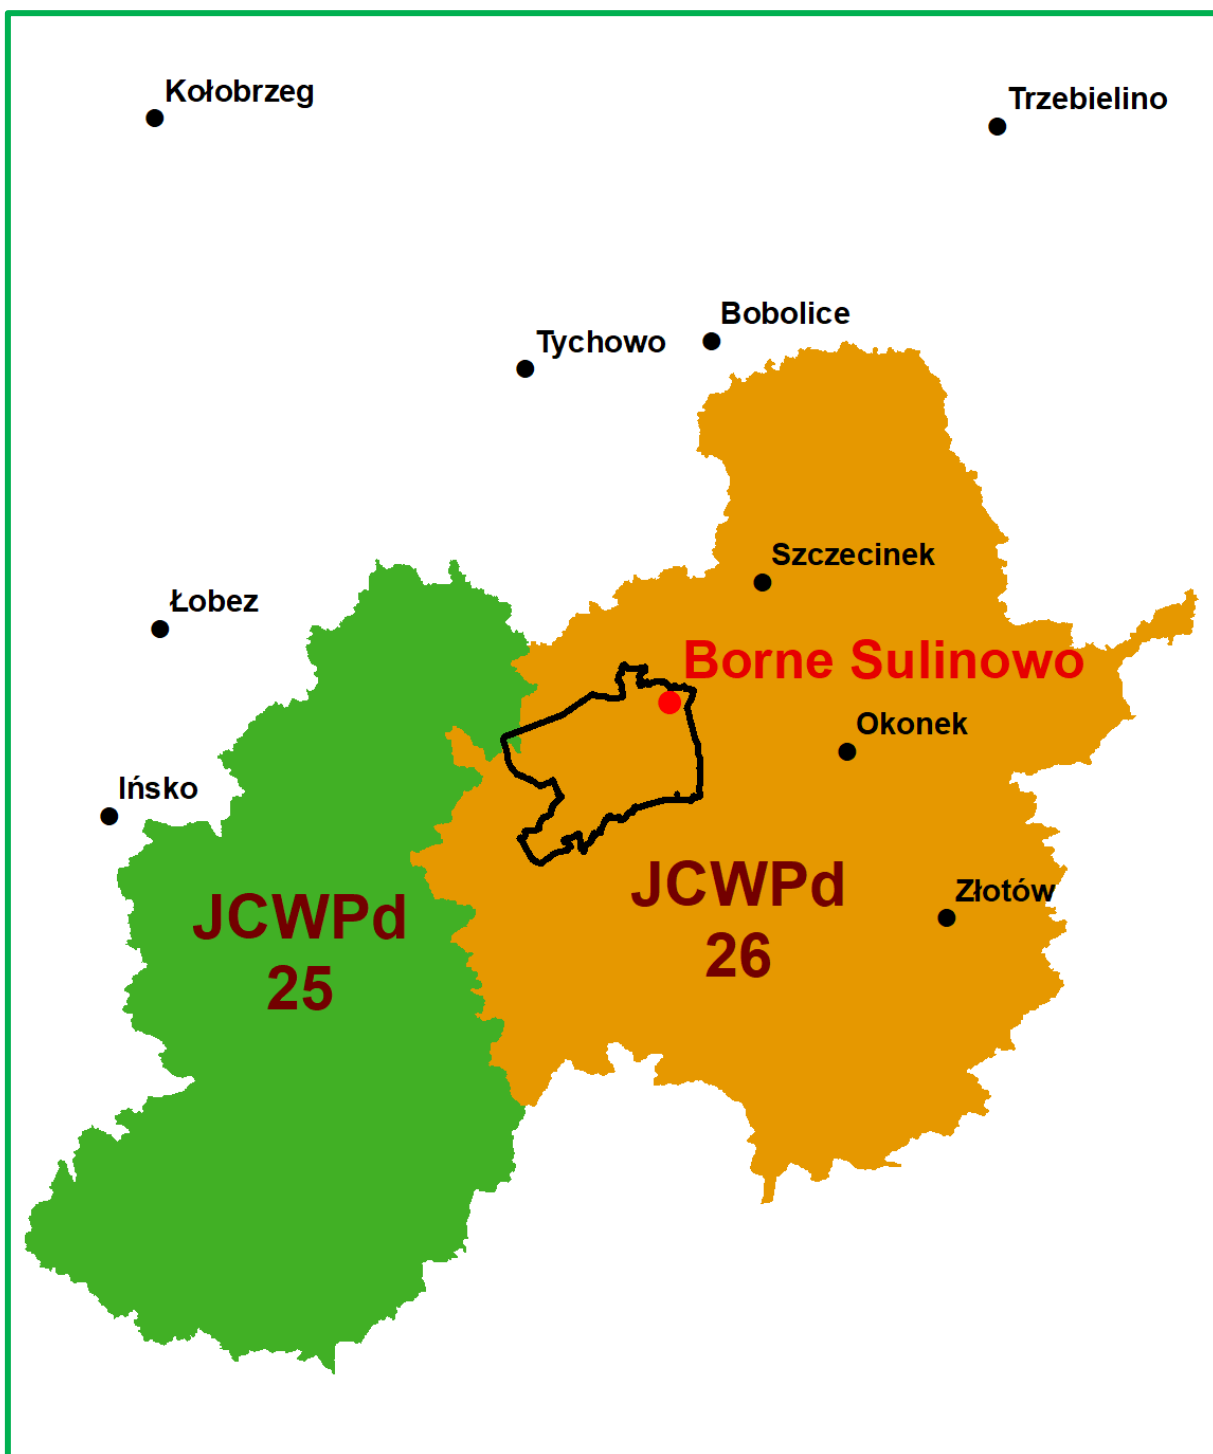 Kołobrzeg
Trzebielino
Bobolice
Tychowo
Szczecinek
Łobez
Borne Sulinowo
Okonek
Ińsko
JCWPd
26
Złotów
JCWPd
25